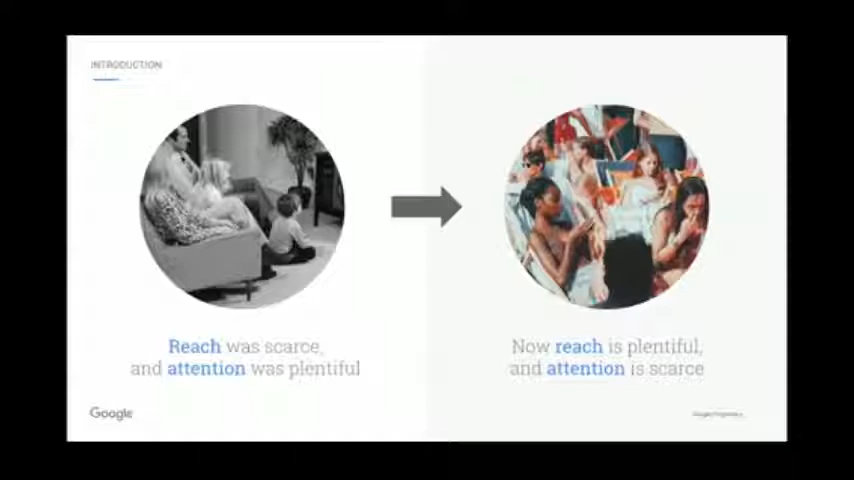 INTRODUCTION
Reach was scarce,
and attention was plentiful
Now reach is plentiful,
and attention is scarce
Google